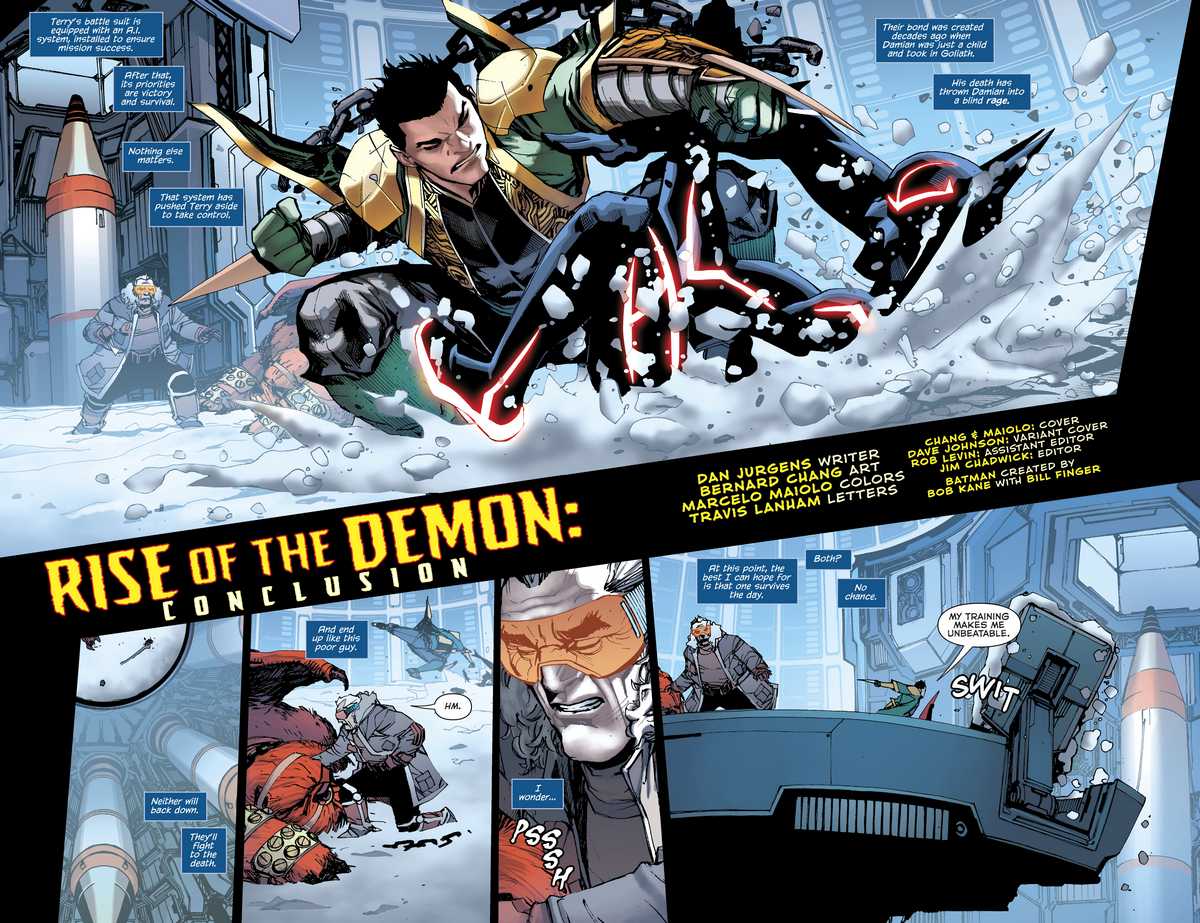 Terry's battle suit is
equipped with an A.I.
system, installed to ensure
mission success.
After that,
its priorities
are victory
and survival.
Nothing else
matters.
That system has
pushed Terry aside
to take control.
Their bond was created
decades ago when
Damian was just a child
and took in Goliath.
His death has
thrown Damian into
a blind rage.
DAN JURGENS WRITER
BERNARD CHANG ART
MARCELO MAIOLO COLORS
TRAVIS LANHAM LETTERS
CHANG & MAIOLO: COVER
DAVE JOHNSON: VARIANT COVER
ROB LEVIN: ASSISTANT EDITOR
JIM CHADWICK: EDITOR
BATMAN CREATED BY
BOB KANE WITH BILL FINGER
RISE OF THE DEMON:
CONCLUSION
Neither will
back down.
They'll
fight to
the death.
And end
up like this
poor guy.
HM.
I
wonder...
PSSSSH
At this point, the
best I can hope for
is that one survives
the day.
Both?
No
chance.
MY TRAINING
MAKES ME
UNBEATABLE.
SWIT